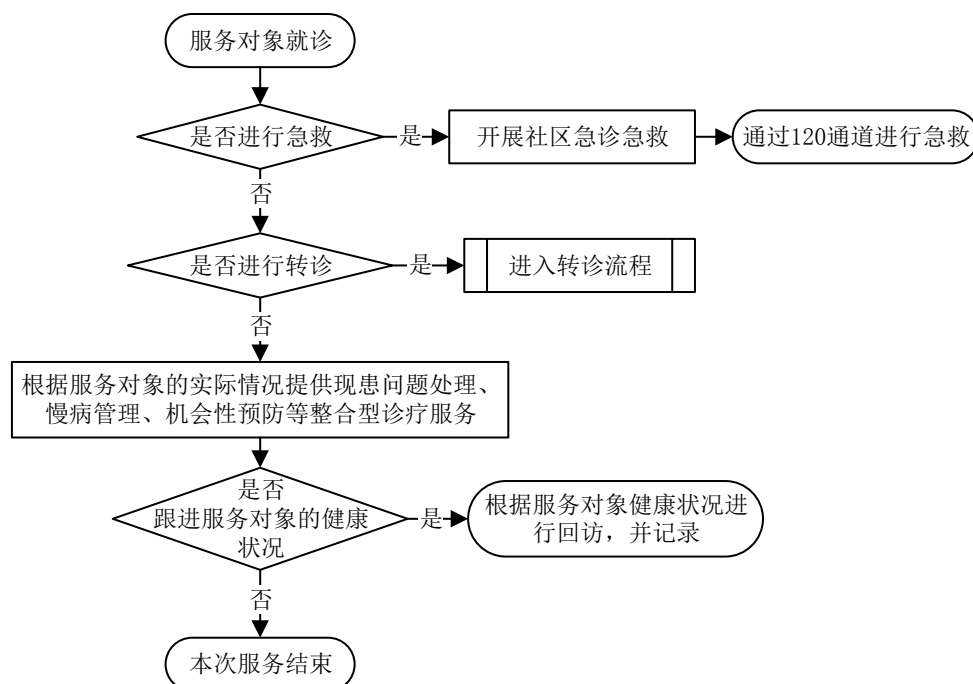 服务对象就诊
是否进行急救
是
开展社区急诊急救
通过120通道进行急救
否
是否进行转诊
是
进入转诊流程
否
根据服务对象的实际情况提供现患问题处理、
慢病管理、机会性预防等整合型诊疗服务
是否
跟进服务对象的健康
状况
是
根据服务对象健康状况进
行回访，并记录
否
本次服务结束